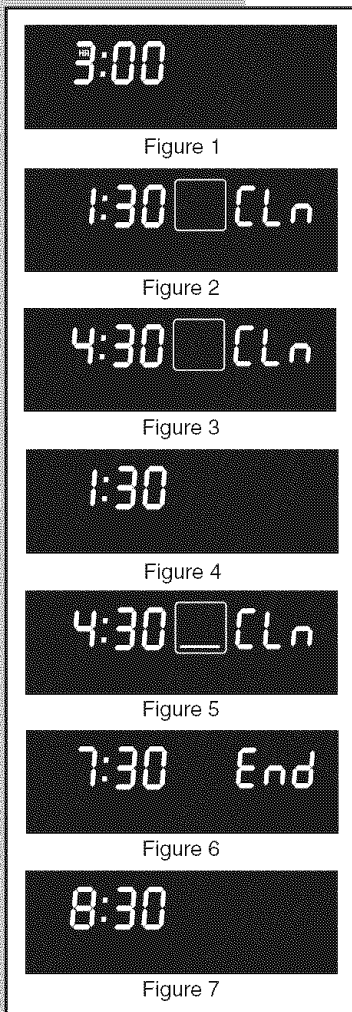 3:00
HR
Figure 1
1:30 CLn
Figure 2
4:30 CLn
Figure 3
1:30
Figure 4
4:30 CLn
Figure 5
7:30 End
Figure 6
8:30
Figure 7